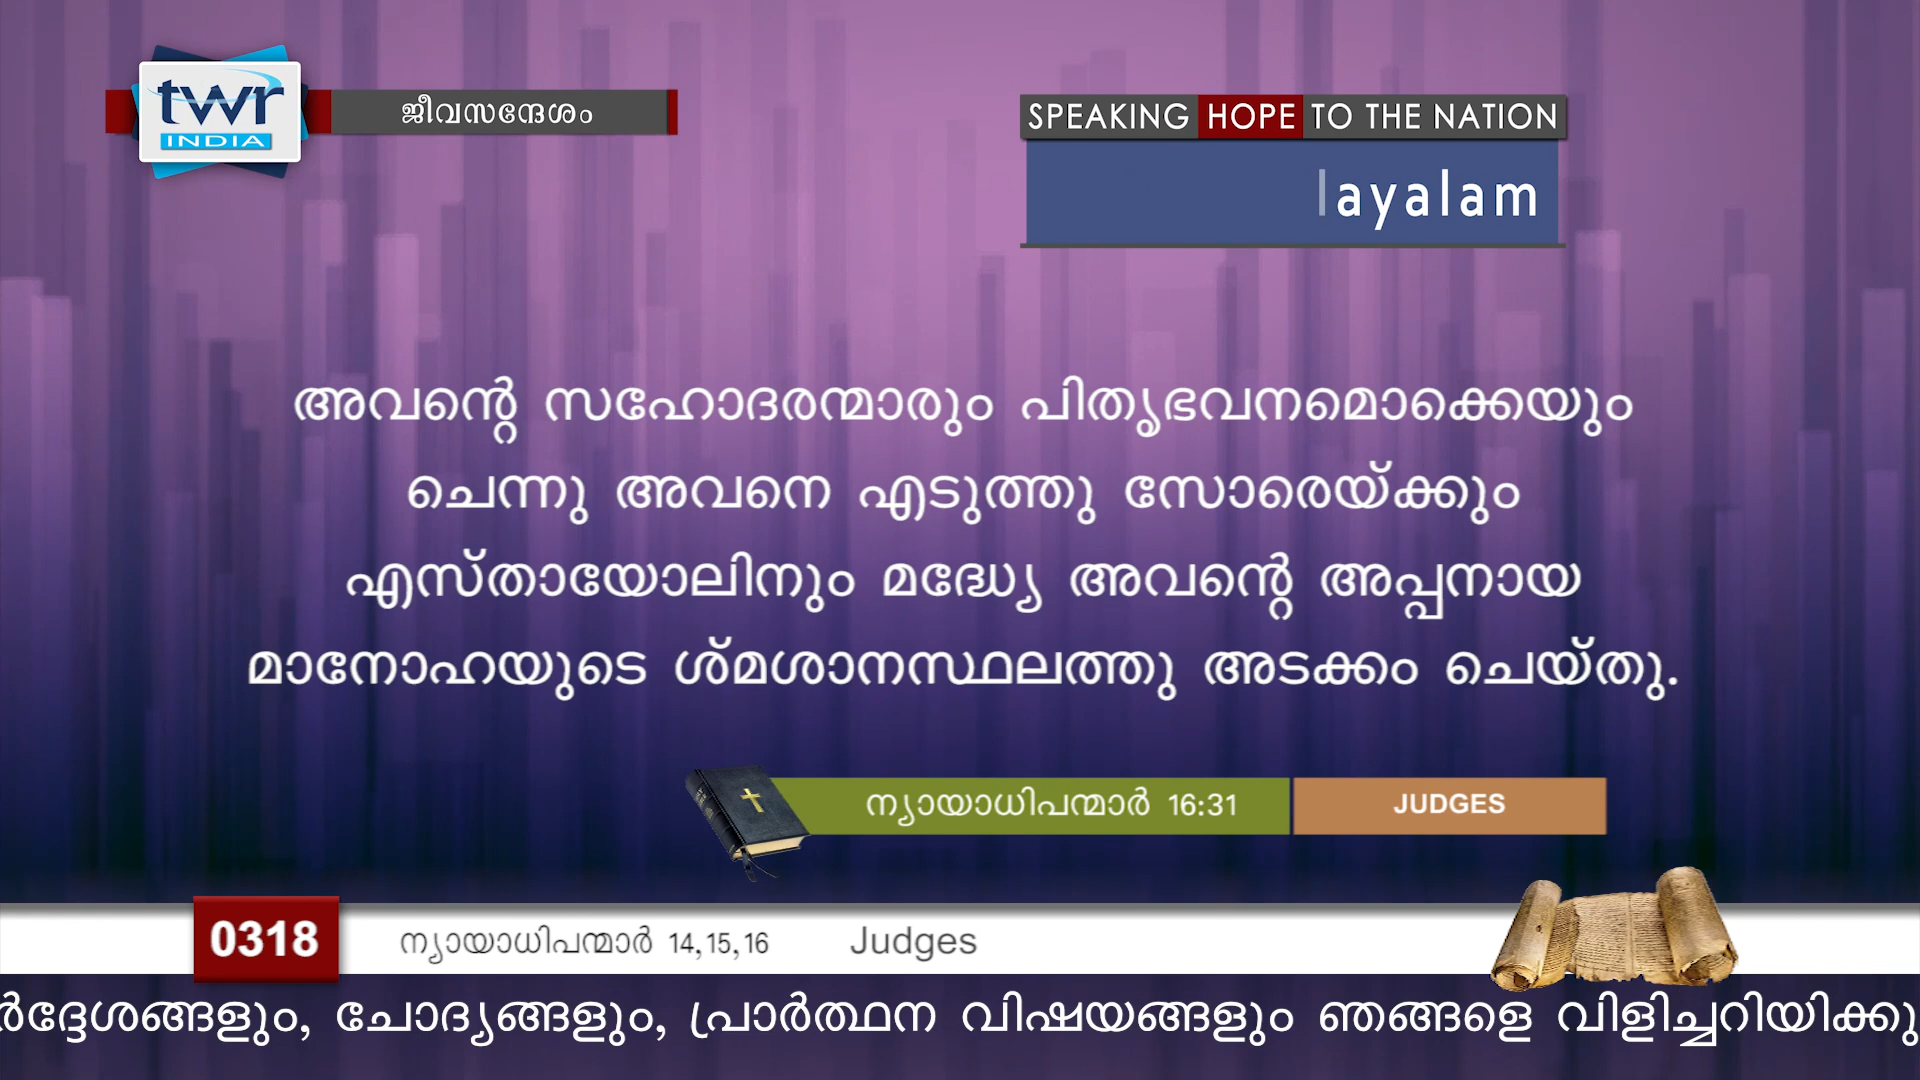 twr
INDIA
ജീവസന്ദേശം
SPEAKING HOPE TO THE NATION
layalam
അവന്റെ സഹോദരന്മാരും പിതൃഭവനമൊക്കെയും
ചെന്നു അവനെ എടുത്തു സോരെയ്ക്കും
എസ്തായോലിനും മദ്ധ്യേ അവന്റെ അപ്പനായ
മാനോഹയുടെ ശ്മശാനസ്ഥലത്തു അടക്കം ചെയ്തു.
ന്യായാധിപന്മാർ 16:31
JUDGES
0318 ന്യായാധിപന്മാർ 14,15,16 Judges
ർദ്ദേശങ്ങളും, ചോദ്യങ്ങളും, പ്രാർത്ഥന വിഷയങ്ങളും ഞങ്ങളെ വിളിച്ചറിയിക്കു